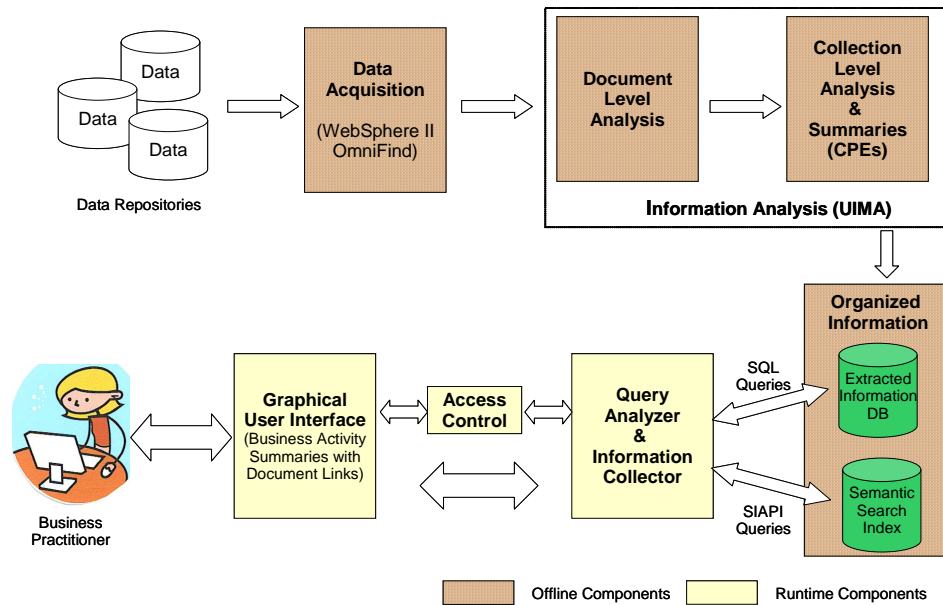 Data
Data
Data
Data Repositories
Data
Acquisition
(WebSphere II
OmniFind)
Document
Level
Analysis
Collection
Level
Analysis
&
Summaries
(CPEs)
Information Analysis (UIMA)
Organized
Information
Extracted
Information
DB
Semantic
Search
Index
SQL
Queries
SIAPI
Queries
Query
Analyzer
&
Information
Collector
Access
Control
Graphical
User Interface
(Business Activity
Summaries with
Document Links)
Business
Practitioner
Offline Components
Runtime Components